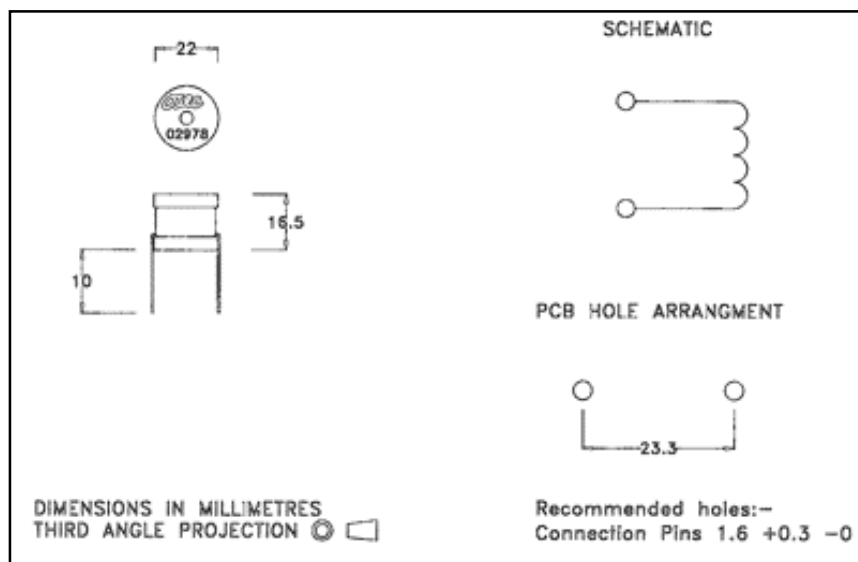 22
02978
16.5
10
DIMENSIONS IN MILLIMETRES
THIRD ANGLE PROJECTION
SCHEMATIC
PCB HOLE ARRANGMENT
23.3
Recommended holes:-
Connection Pins 1.6 +0.3 -0